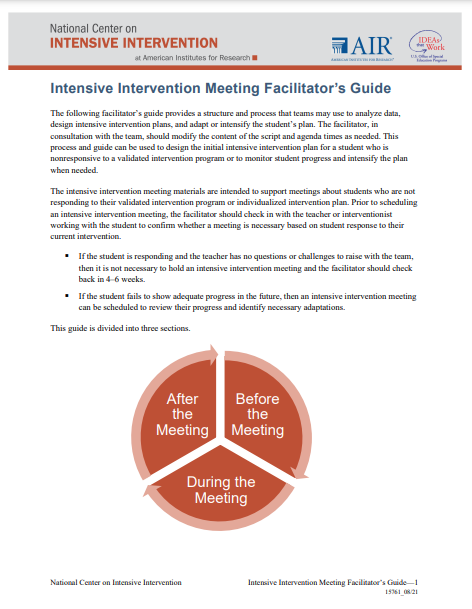 National Center on
INTENSIVE INTERVENTION
at American Institutes for Research
AIR
AMERICAN INSTITUTES FOR RESEARCH
IDEAs
that Work
U.S. Office of Special
Education Programs
Intensive Intervention Meeting Facilitator's Guide
The following facilitator's guide provides a structure and process that teams may use to analyze data,
design intensive intervention plans, and adapt or intensify the student's plan. The facilitator, in
consultation with the team, should modify the content of the script and agenda times as needed. This
process and guide can be used to design the initial intensive intervention plan for a student who is
nonresponsive to a validated intervention program or to monitor student progress and intensify the plan
when needed.
The intensive intervention meeting materials are intended to support meetings about students who are not
responding to their validated intervention program or individualized intervention plan. Prior to scheduling
an intensive intervention meeting, the facilitator should check in with the teacher or interventionist
working with the student to confirm whether a meeting is necessary based on student response to their
current intervention.
▪ If the student is responding and the teacher has no questions or challenges to raise with the team,
then it is not necessary to hold an intensive intervention meeting and the facilitator should check
back in 4–6 weeks.
▪ If the student fails to show adequate progress in the future, then an intensive intervention meeting
can be scheduled to review their progress and identify necessary adaptations.
This guide is divided into three sections.
After
the
Meeting
Before
the
Meeting
During the
Meeting
National Center on Intensive Intervention
Intensive Intervention Meeting Facilitator's Guide—1
15761_08/21